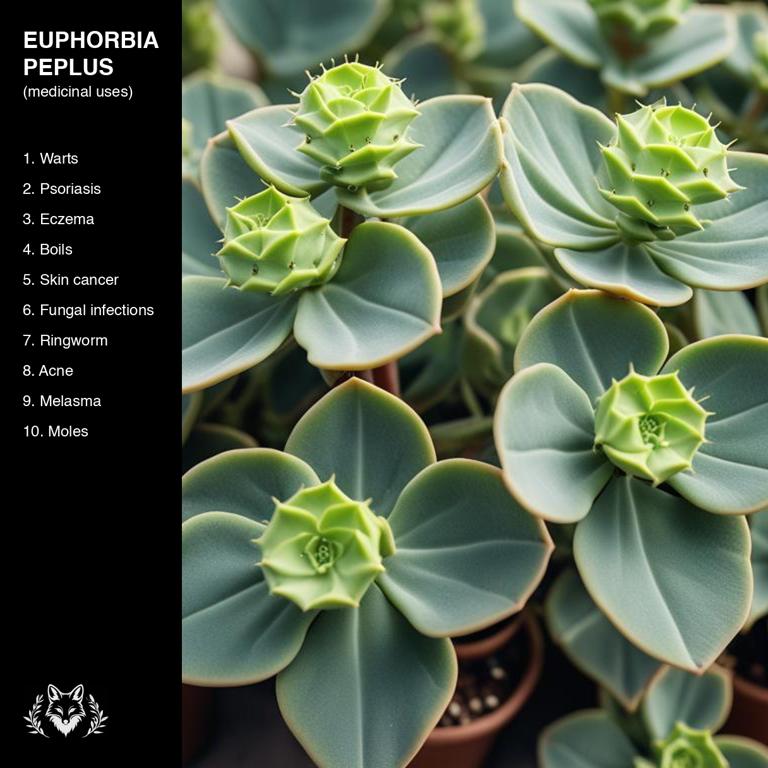 EUPHORBIA
PEPLUS
(medicinal uses)
1. Warts
2. Psoriasis
3. Eczema
4. Boils
5. Skin cancer
6. Fungal infections
7. Ringworm
8. Acne
9. Melasma
10. Moles